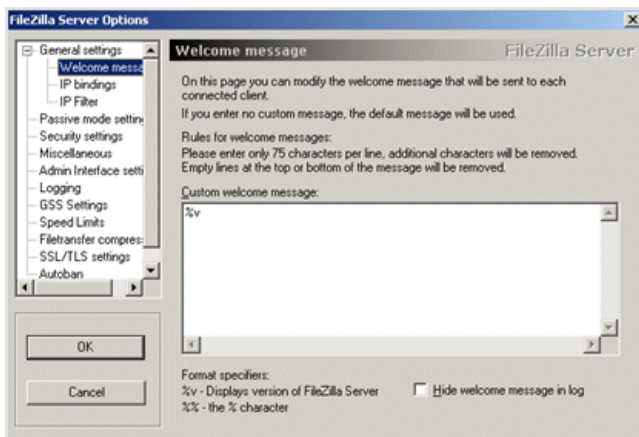 FileZilla Server Options
General settings
Welcome messa
IP bindings
IP Filter
Passive mode settin
Security settings
Miscellaneous
Admin Interface setti
Logging
GSS Settings
Speed Limits
Filetransfer compres
SSL/TLS settings
Autoban
OK
Cancel
Welcome message
FileZilla Server
On this page you can modify the welcome message that will be sent to each
connected client.
If you enter no custom message, the default message will be used.
Rules for welcome messages:
Please enter only 75 characters per line, additional characters will be removed.
Empty lines at the top or bottom of the message will be removed.
Custom welcome message:
%v
Format specifiers:
%v - Displays version of FileZilla Server
%% - the % character
Hide welcome message in log